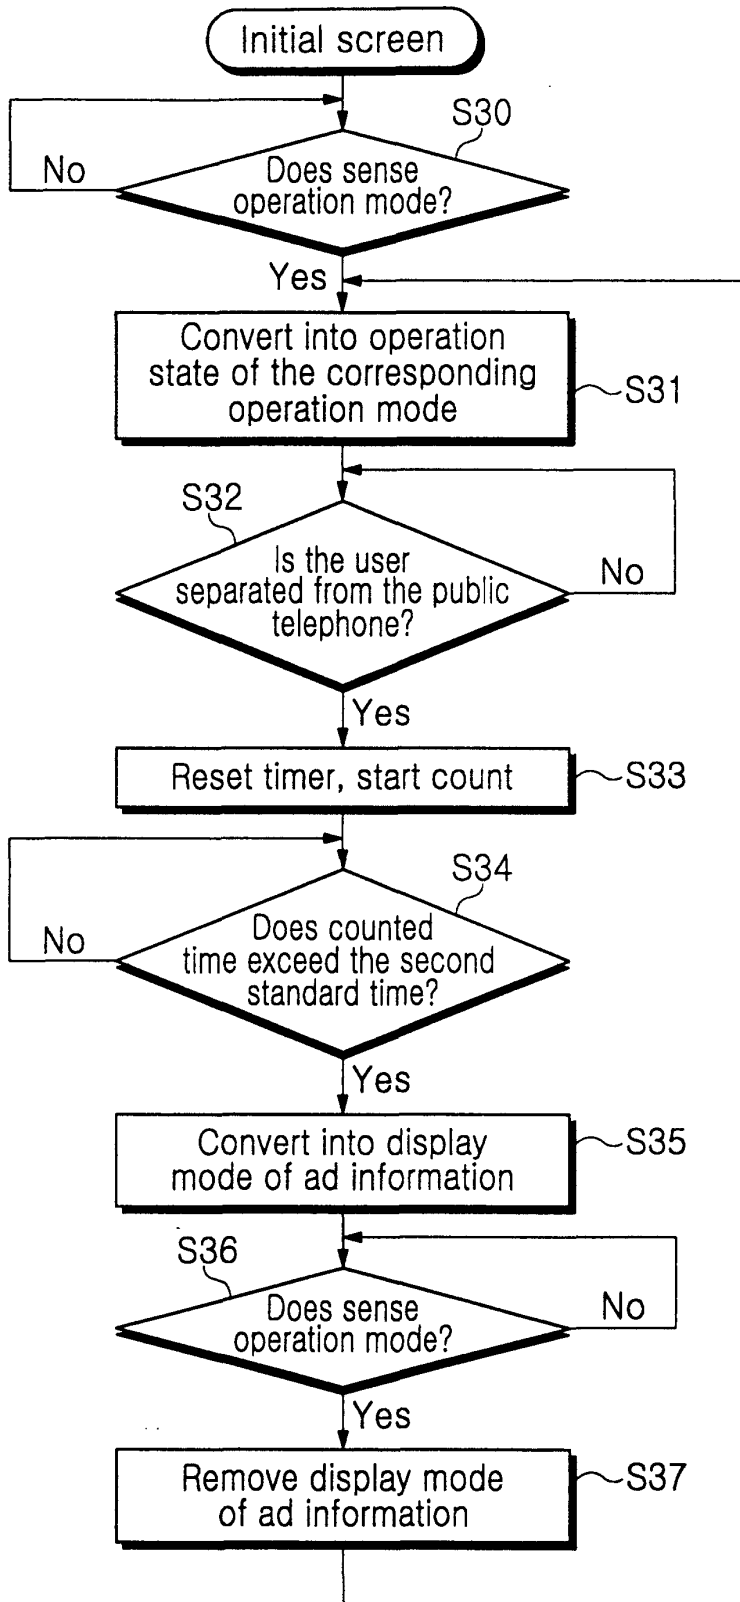 Initial screen
S30
Does sense
operation mode?
No
Yes
Convert into operation
state of the corresponding
operation mode
S31
S32
Is the user
separated from the public
telephone?
No
Yes
Reset timer, start count
S33
S34
Does counted
time exceed the second
standard time?
No
Yes
Convert into display
mode of ad information
S35
S36
Does sense
operation mode?
No
Yes
Remove display mode
of ad information
S37